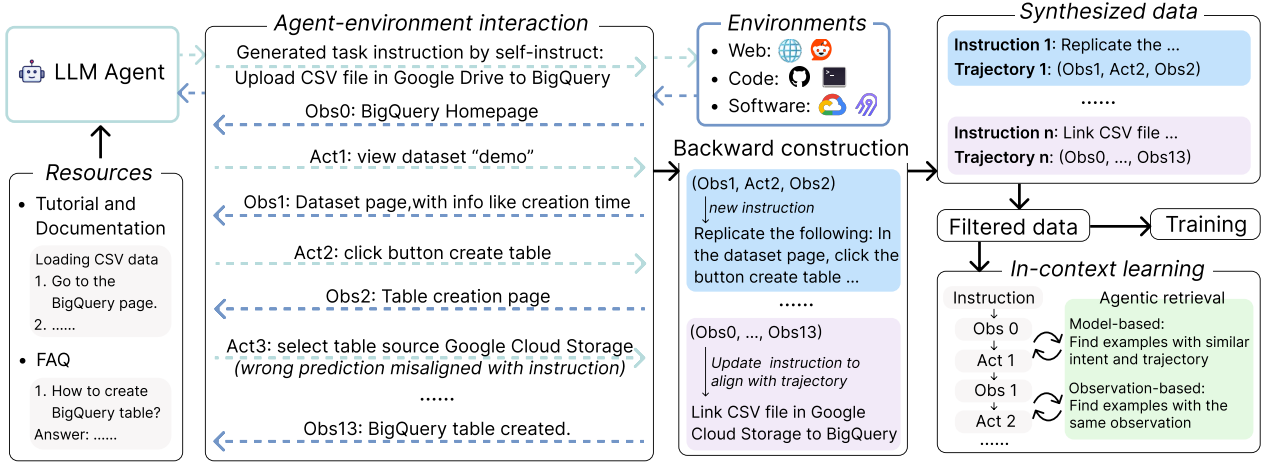 LLM Agent
Resources
• Tutorial and
Documentation
Loading CSV data
1. Go to the
BigQuery page.
2. ......
• FAQ
1. How to create
BigQuery table?
Answer: ......
Agent-environment interaction
Generated task instruction by self-instruct:
Upload CSV file in Google Drive to BigQuery
Obs0: BigQuery Homepage
Act1: view dataset “demo”
Obs1: Dataset page,with info like creation time
Act2: click button create table
Obs2: Table creation page
Act3: select table source Google Cloud Storage
(wrong prediction misaligned with instruction)
......
Obs13: BigQuery table created.
Environments
• Web:
• Code:
• Software:
Backward construction
(Obs1, Act2, Obs2)
new instruction
Replicate the following: In
the dataset page, click the
button create table ...
......
(Obs0, ..., Obs13)
Update instruction to
align with trajectory
Link CSV file in Google
Cloud Storage to BigQuery
Synthesized data
Instruction 1: Replicate the ...
Trajectory 1: (Obs1, Act2, Obs2)
......
Instruction n: Link CSV file ...
Trajectory n: (Obs0, ..., Obs13)
Filtered data
Training
In-context learning
Instruction
Obs 0
Act 1
Obs 1
Act 2
......
Agentic retrieval
Model-based:
Find examples with similar
intent and trajectory
Observation-based:
Find examples with the
same observation